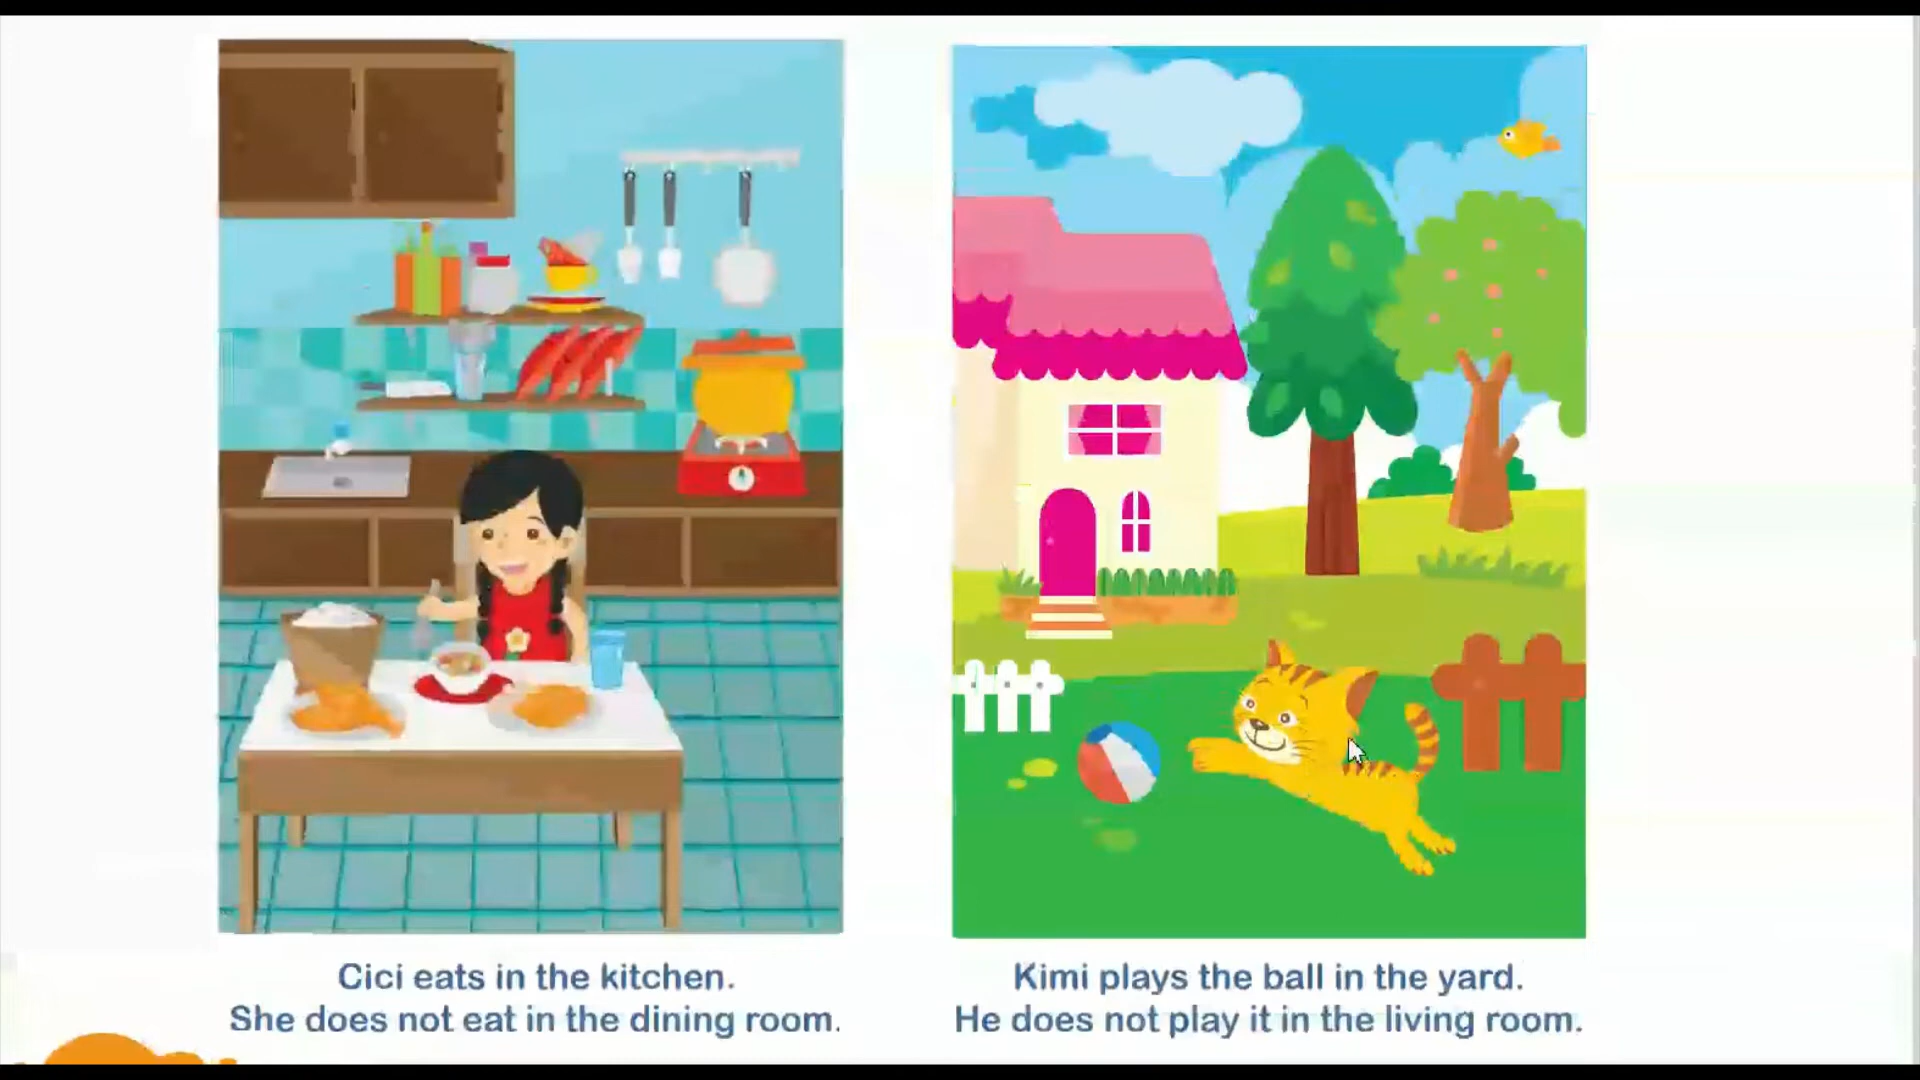 Cici eats in the kitchen.
She does not eat in the dining room.
Kimi plays the ball in the yard.
He does not play it in the living room.